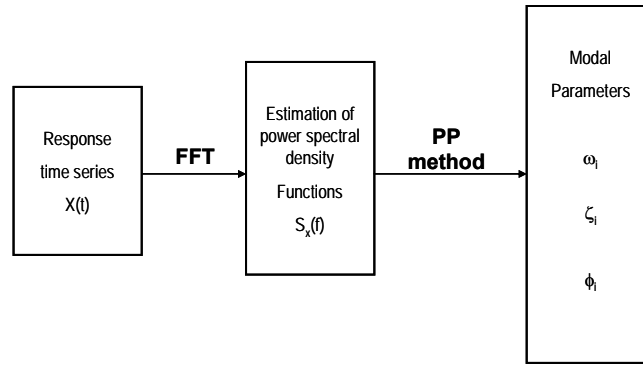 Response
time series
X(t)
FFT
Estimation of
power spectral
density
Functions
Sₓ(f)
PP
method
Modal
Parameters
ωᵢ
ζᵢ
ϕᵢ